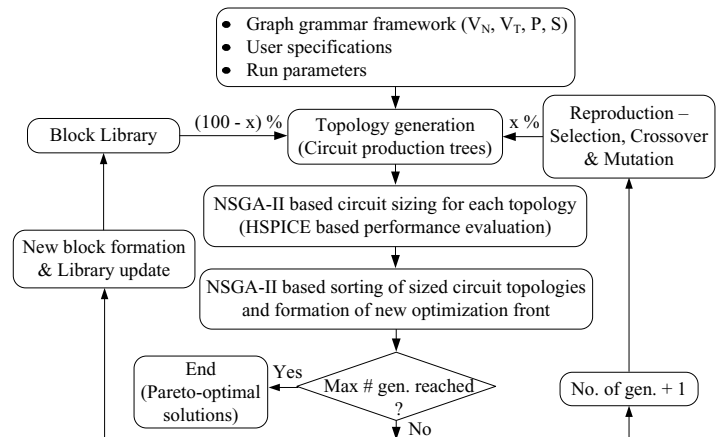 • Graph grammar framework (VN, VT, P, S)
• User specifications
• Run parameters
Block Library
(100 - x) %
Topology generation
(Circuit production trees)
x %
Reproduction –
Selection, Crossover
& Mutation
NSGA-II based circuit sizing for each topology
(HSPICE based performance evaluation)
New block formation
& Library update
NSGA-II based sorting of sized circuit topologies
and formation of new optimization front
End
(Pareto-optimal
solutions)
Yes
Max # gen. reached
?
No
No. of gen. + 1